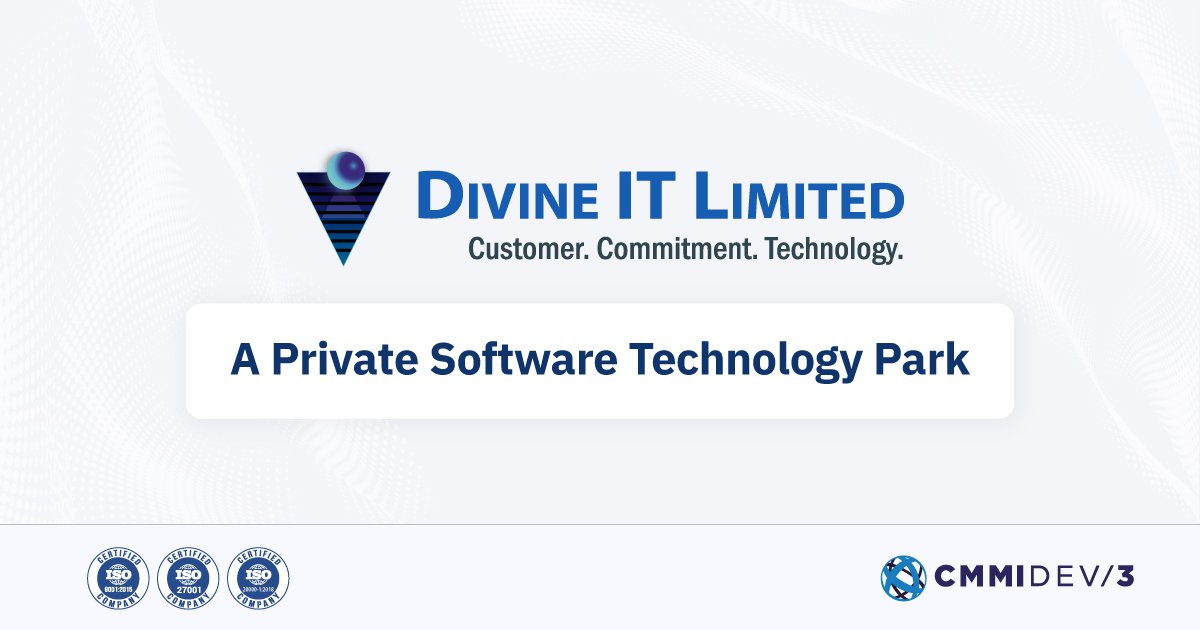 DIVINE IT LIMITED
Customer. Commitment. Technology.
A Private Software Technology Park
CERTIFIED
ISO
9001:2015
COMPANY
CERTIFIED
ISO
27001
COMPANY
CERTIFIED
ISO
20000-1:2018
COMPANY
CMMIDEV/3